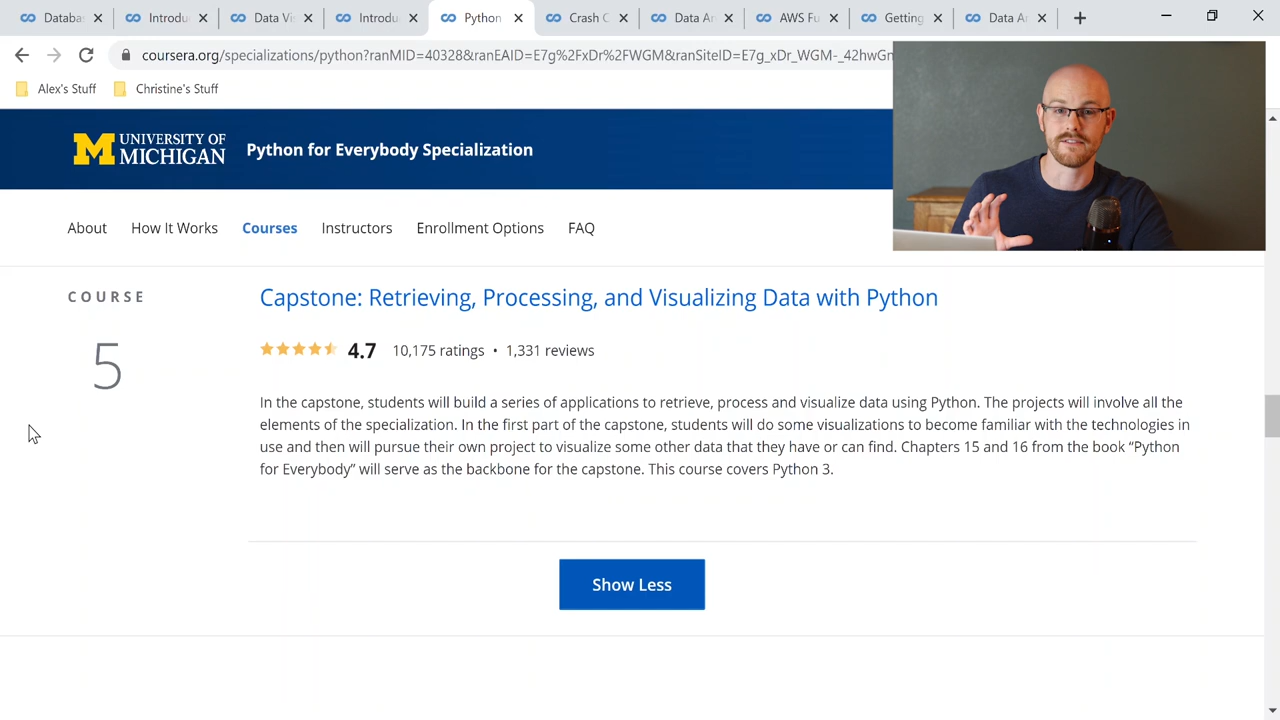 Databas
Introdu
Data Vi
Introdu
Python
Crash C
Data An
AWS Fu
Getting
Data An
coursera.org/specializations/python?ranMID=40328&ranEAID=E7g%2FxDr%2FWGM&ranSiteID=E7g_xDr_WGM-_42hwGm
Alex's Stuff
Christine's Stuff
M UNIVERSITY OF MICHIGAN
Python for Everybody Specialization
About How It Works Courses Instructors Enrollment Options FAQ
COURSE
5
Capstone: Retrieving, Processing, and Visualizing Data with Python
4.7 10,175 ratings • 1,331 reviews
In the capstone, students will build a series of applications to retrieve, process and visualize data using Python. The projects will involve all the
elements of the specialization. In the first part of the capstone, students will do some visualizations to become familiar with the technologies in
use and then will pursue their own project to visualize some other data that they have or can find. Chapters 15 and 16 from the book “Python
for Everybody” will serve as the backbone for the capstone. This course covers Python 3.
Show Less